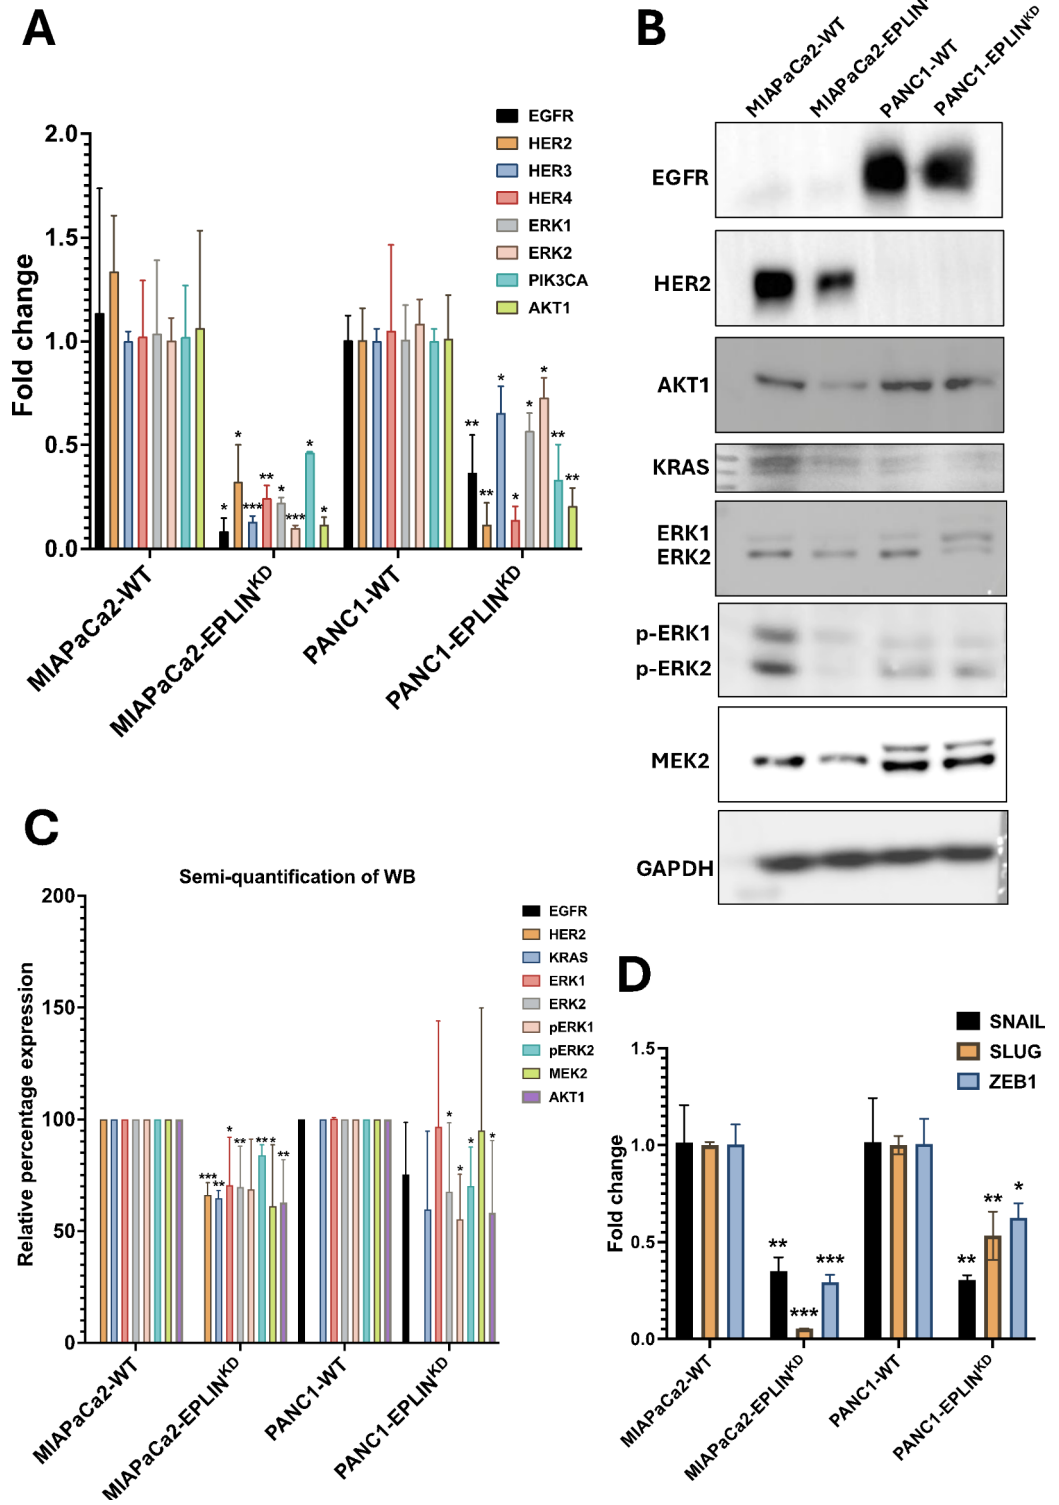 A
2.0
1.5
1.0
0.5
0.0
Fold change
EGFR
HER2
HER3
HER4
ERK1
ERK2
PIK3CA
AKT1
* * *** ** * *** * *
** ** * * * * ** **
MIAPaCa2-WT
MIAPaCa2-EPLINKD
PANC1-WT
PANC1-EPLINKD
B
MIAPaCa2-WT
MIAPaCa2-EPLIN
PANC1-WT
PANC1-EPLINKD
EGFR
HER2
AKT1
KRAS
ERK1
ERK2
p-ERK1
p-ERK2
MEK2
GAPDH
C
Semi-quantification of WB
200
150
100
50
0
Relative percentage expression
EGFR
HER2
KRAS
ERK1
ERK2
pERK1
pERK2
MEK2
AKT1
*** ** * ** *** * **
* * * *
MIAPaCa2-WT
MIAPaCa2-EPLINKD
PANC1-WT
PANC1-EPLINKD
D
SNAIL
SLUG
ZEB1
1.5
1.0
0.5
0.0
Fold change
** *** ***
** ** *
MIAPaCa2-WT
MIAPaCa2-EPLINKD
PANC1-WT
PANC1-EPLINKD